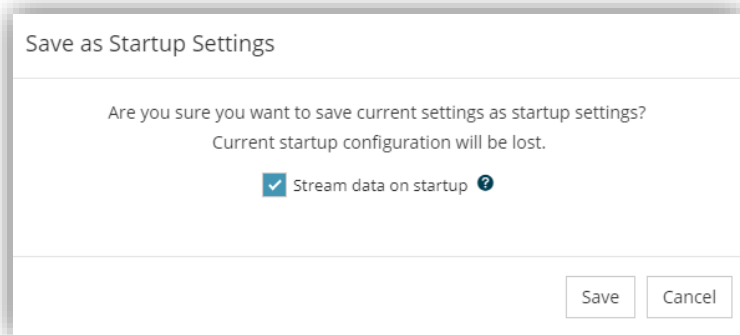 Save as Startup Settings
Are you sure you want to save current settings as startup settings?
Current startup configuration will be lost.
Stream data on startup ?
Save Cancel